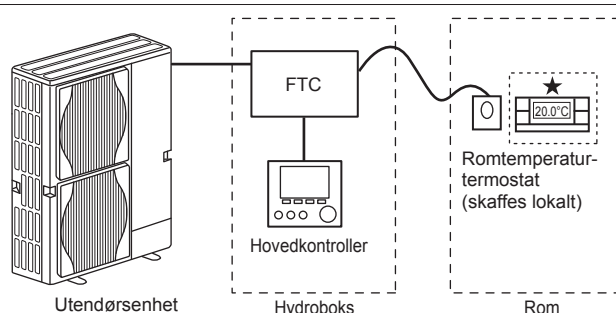 FTC
20.0°C
Romtemperatur-
termostat
(skaffes lokalt)
Hovedkontroller
Utendørsenhet
Hydroboks
Rom